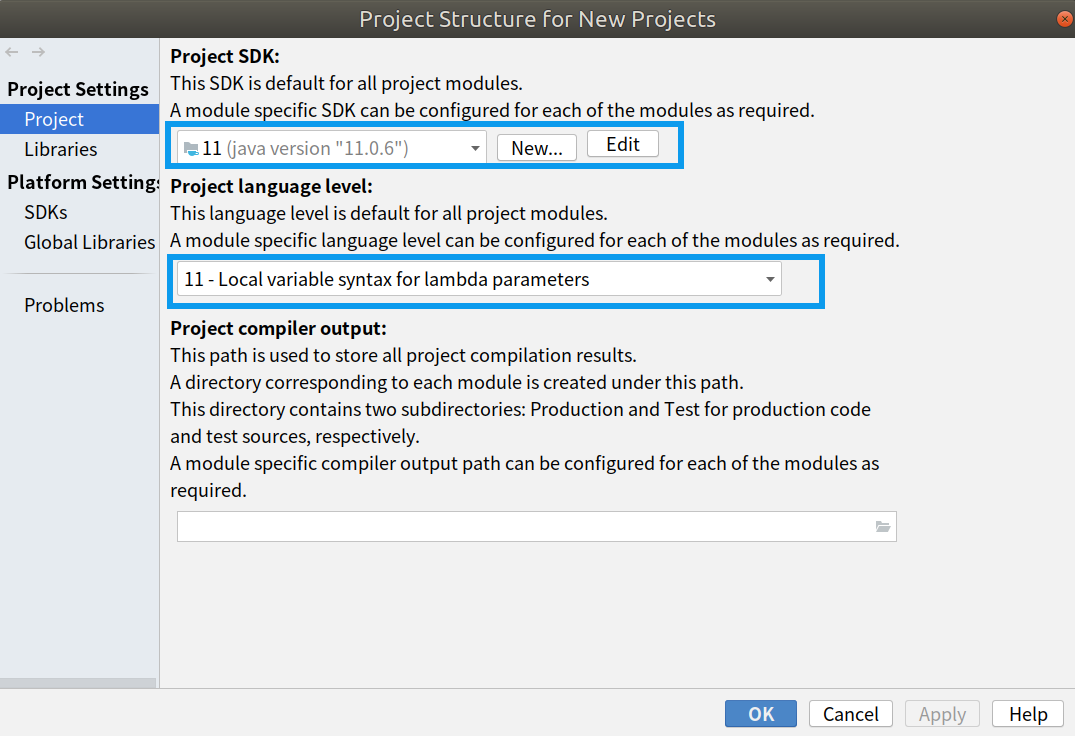 Project Structure for New Projects
Project Settings
Project
Libraries
Platform Settings
SDKs
Global Libraries
Problems
Project SDK:
This SDK is default for all project modules.
A module specific SDK can be configured for each of the modules as required.
11 (java version "11.0.6")
New...
Edit
Project language level:
This language level is default for all project modules.
A module specific language level can be configured for each of the modules as required.
11 - Local variable syntax for lambda parameters
Project compiler output:
This path is used to store all project compilation results.
A directory corresponding to each module is created under this path.
This directory contains two subdirectories: Production and Test for production code
and test sources, respectively.
A module specific compiler output path can be configured for each of the modules as
required.
OK
Cancel
Apply
Help